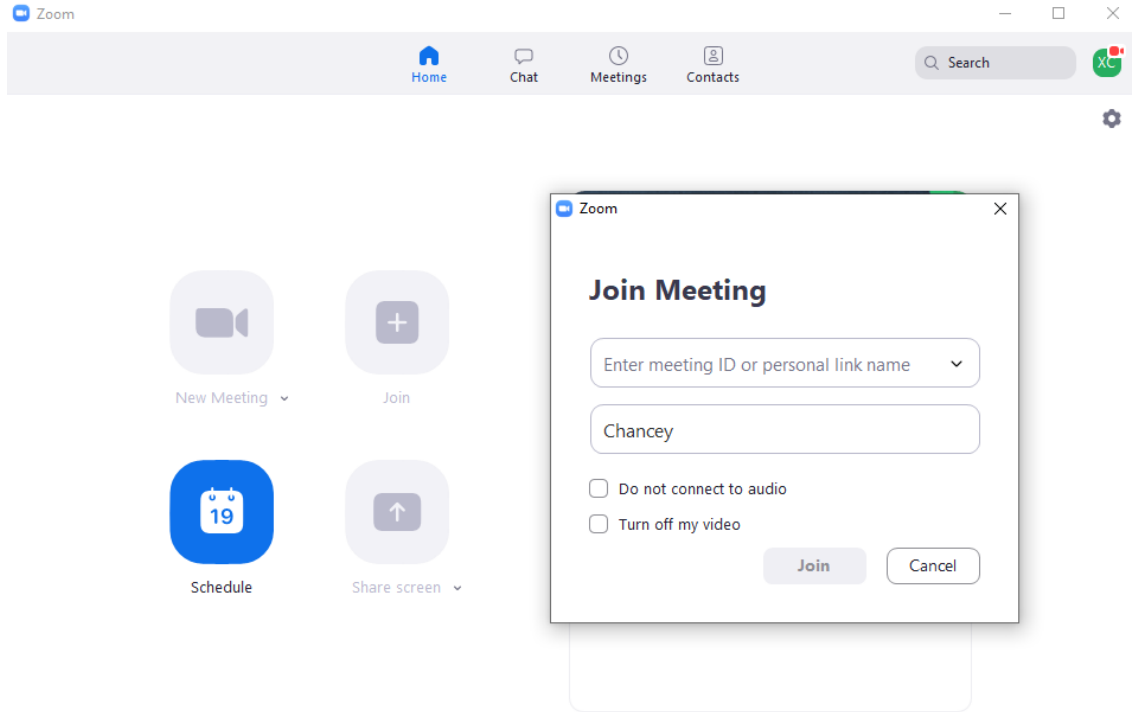 Zoom
Home
Chat
Meetings
Contacts
Search
XC
Zoom
Join Meeting
Enter meeting ID or personal link name
Chancey
Do not connect to audio
Turn off my video
Join
Cancel
New Meeting
Join
19
Schedule
Share screen